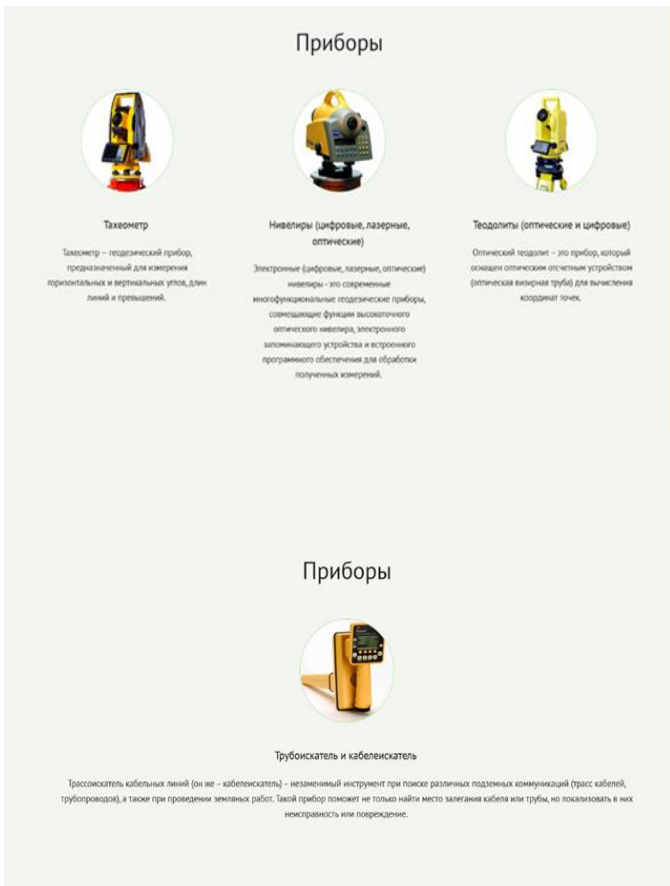 Приборы
Тахеометр
Тахеометр — геодезический прибор,
предназначенный для измерения
горизонтальных и вертикальных углов, длин
линий и превышений.
Нивелиры (цифровые, лазерные,
оптические)
Электронные (цифровые, лазерные, оптические)
нивелиры - это современные
многофункциональные геодезические приборы,
совмещающие функции высокоточного
оптического нивелира, электронного
запоминающего устройства и встроенного
программного обеспечения для обработки
полученных измерений.
Теодолиты (оптические и цифровые)
Оптический теодолит – это прибор, который
оснащен оптическим отсчетным устройством
(оптическая визирная труба) для вычисления
координат точек.
Приборы
Трубоискатель и кабелеискатель
Трассоискатель кабельных линий (он же – кабелеискатель) – незаменимый инструмент при поиске различных подземных коммуникаций (трасс кабелей,
трубопроводов), а также при проведении земляных работ. Такой прибор поможет не только найти место залегания кабеля или трубы, но локализовать в них
неисправность или повреждение.